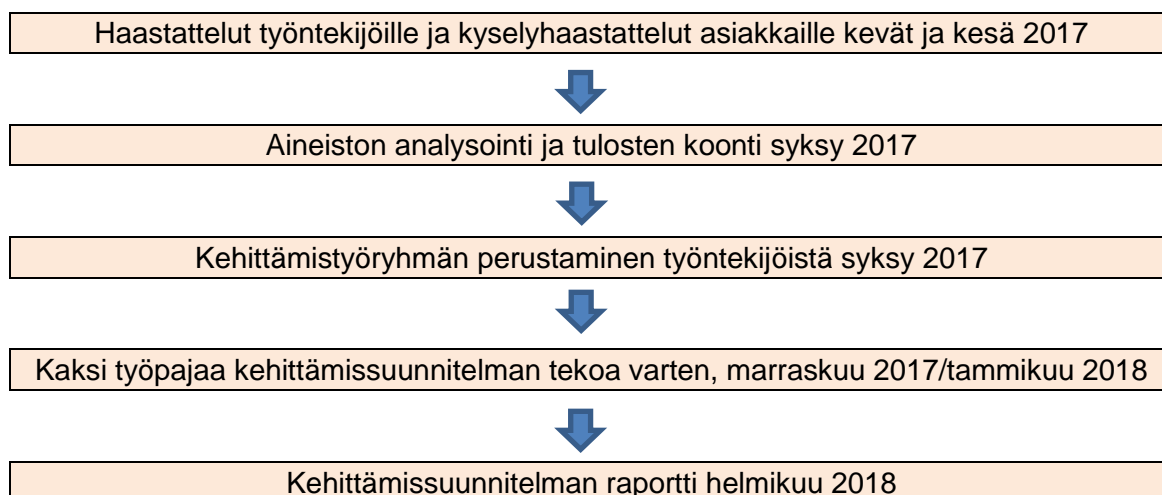 Haastattelut työntekijöille ja kyselyhaastattelut asiakkaille kevät ja kesä 2017
Aineiston analysointi ja tulosten koonti syksy 2017
Kehittämistyöryhmän perustaminen työntekijöistä syksy 2017
Kaksi työpajaa kehittämissuunnitelman tekoa varten, marraskuu 2017/tammikuu 2018
Kehittämissuunnitelman raportti helmikuu 2018